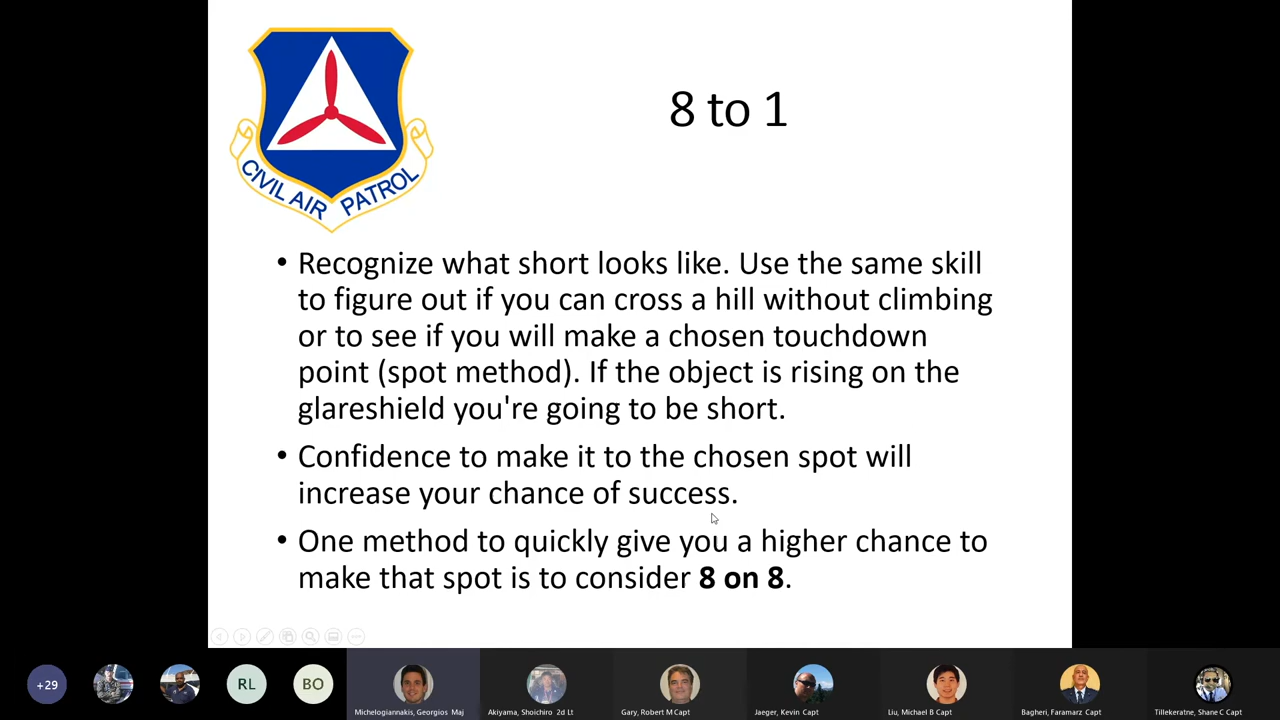 CIVIL AIR PATROL
8 to 1
• Recognize what short looks like. Use the same skill
to figure out if you can cross a hill without climbing
or to see if you will make a chosen touchdown
point (spot method). If the object is rising on the
glareshield you're going to be short.
• Confidence to make it to the chosen spot will
increase your chance of success.
• One method to quickly give you a higher chance to
make that spot is to consider 8 on 8.
+29
RL
BO
Michelogiannakis, Georgios Maj
Akiyama, Shoichiro 2d Lt
Gary, Robert M Capt
Jaeger, Kevin Capt
Liu, Michael B Capt
Bagheri, Faramarz Capt
Tillekeratne, Shane C Capt